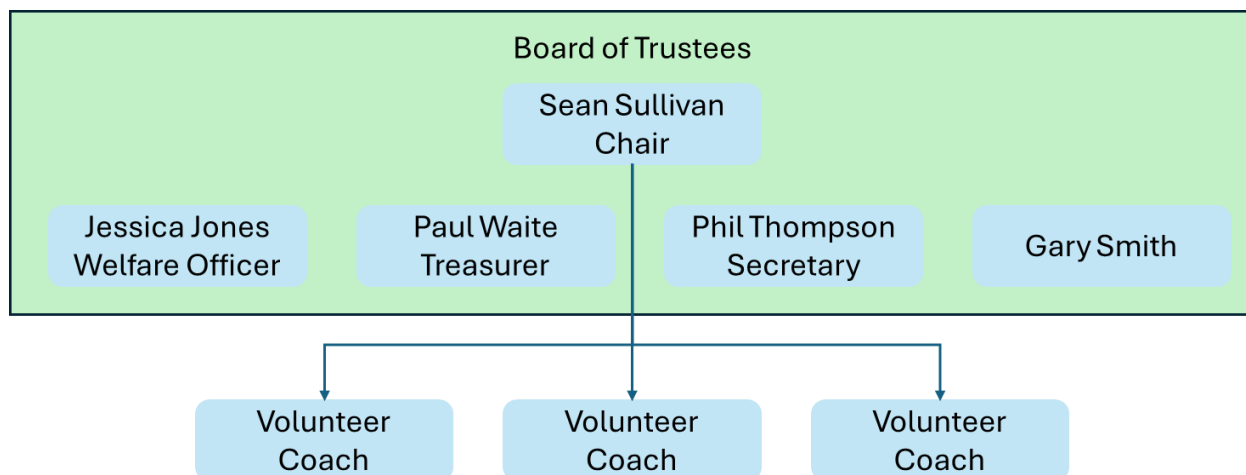 Board of Trustees
Sean Sullivan
Chair
Jessica Jones
Welfare Officer
Paul Waite
Treasurer
Phil Thompson
Secretary
Gary Smith
Volunteer
Coach
Volunteer
Coach
Volunteer
Coach